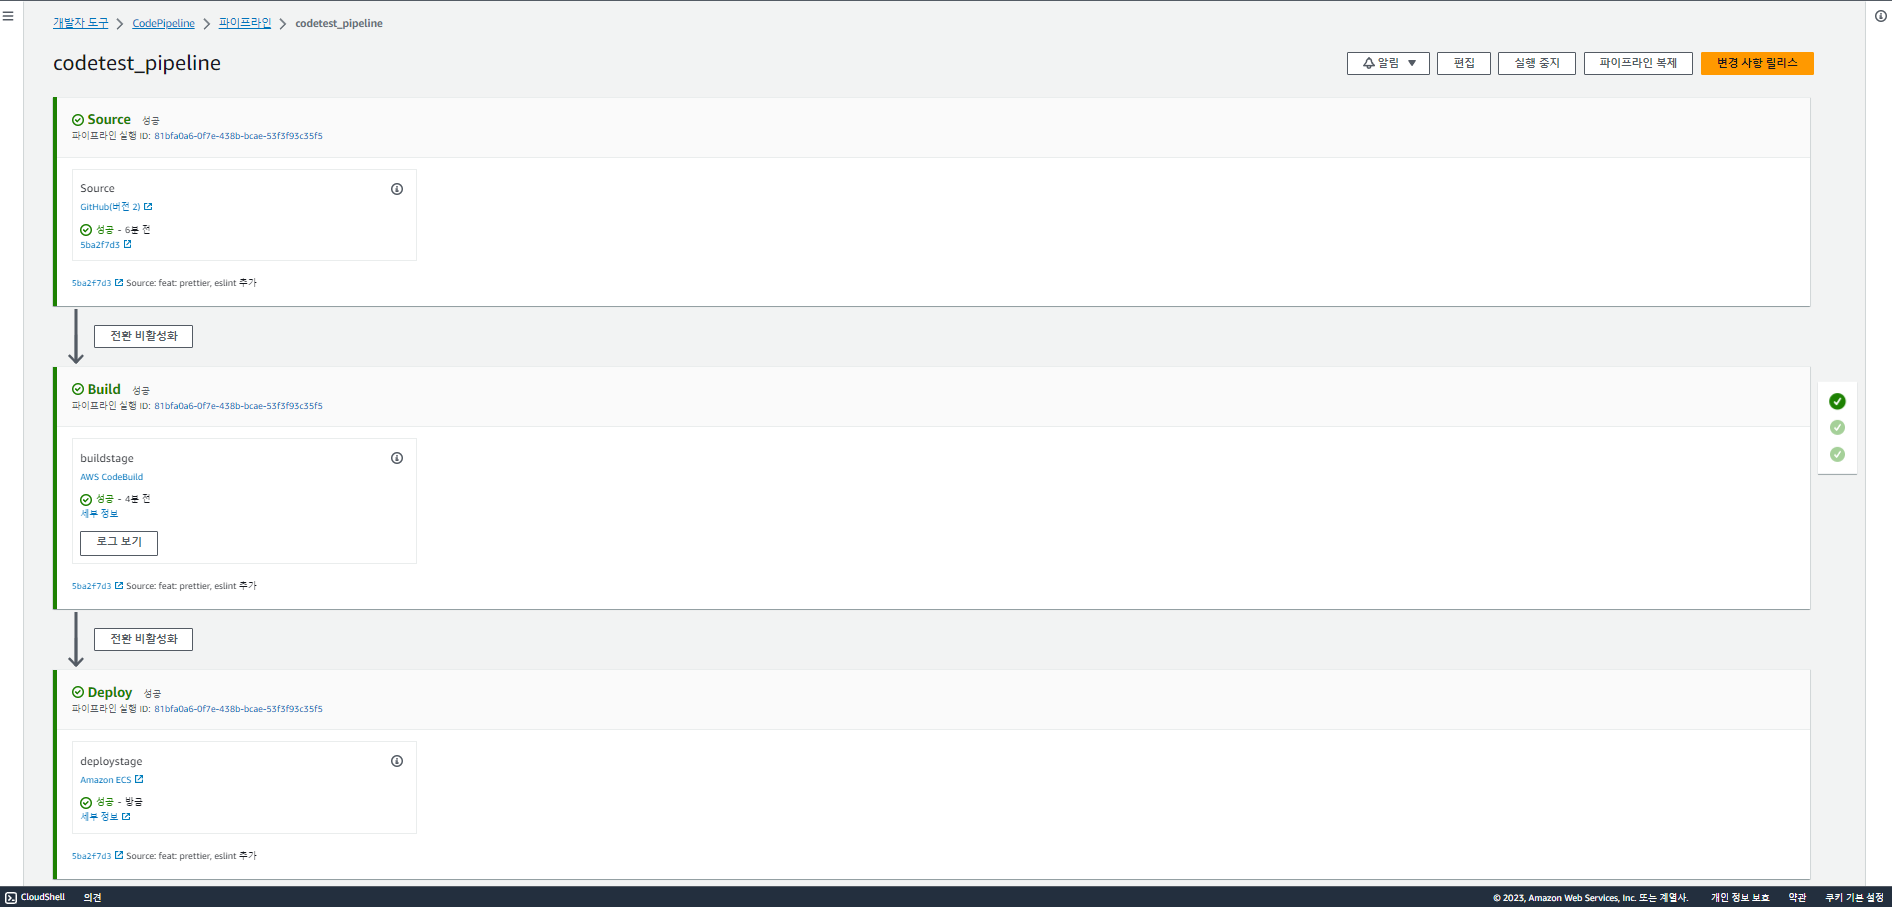 개발자 도구 > CodePipeline > 파이프라인 > codetest_pipeline
codetest_pipeline
알림 ▼ 편집 실행 중지 파이프라인 복제 변경 사항 릴리스
Source 성공
파이프라인 실행 ID: 81bfa0a6-0f7e-438b-bcae-53f3f93c35f5
Source
GitHub(버전 2)
성공 - 6분 전
5ba2f7d3
5ba2f7d3 Source: feat: prettier, eslint 추가
전환 비활성화
Build 성공
파이프라인 실행 ID: 81bfa0a6-0f7e-438b-bcae-53f3f93c35f5
buildstage
AWS CodeBuild
성공 - 4분 전
세부 정보
로그 보기
5ba2f7d3 Source: feat: prettier, eslint 추가
전환 비활성화
Deploy 성공
파이프라인 실행 ID: 81bfa0a6-0f7e-438b-bcae-53f3f93c35f5
deploystage
Amazon ECS
성공 - 방금
세부 정보
5ba2f7d3 Source: feat: prettier, eslint 추가
CloudShell 의견 © 2023, Amazon Web Services, Inc. 또는 계열사. 개인 정보 보호 약관 쿠키 기본 설정